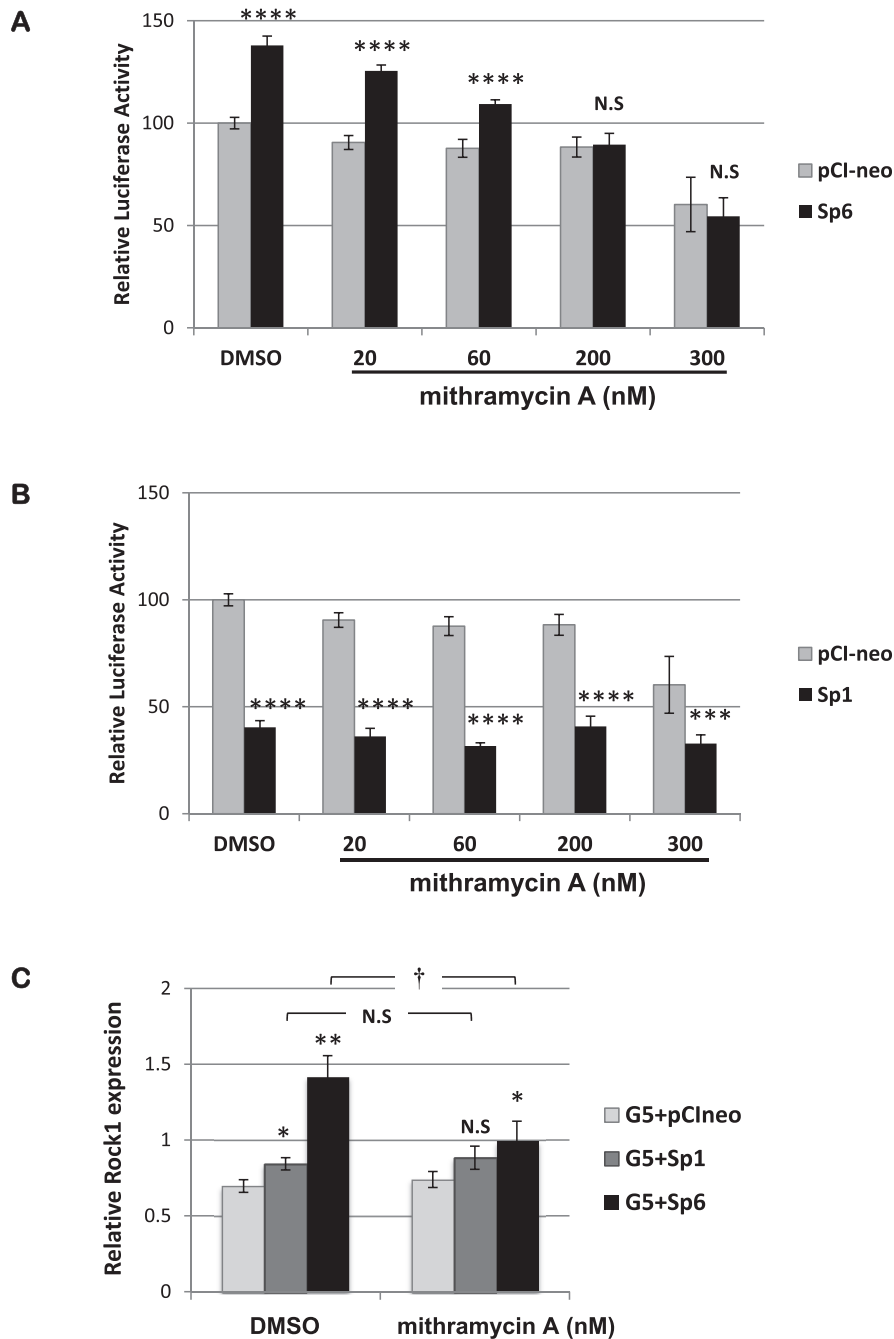 A
Relative Luciferase Activity
150
100
50
0
****
****
****
N.S
N.S
DMSO 20 60 200 300
mithramycin A (nM)
pCI-neo
Sp6
B
Relative Luciferase Activity
150
100
50
0
****
****
****
****
***
DMSO 20 60 200 300
mithramycin A (nM)
pCI-neo
Sp1
C
Relative Rock1 expression
2
1.5
1
0.5
0
†
N.S
*
**
N.S
*
DMSO mithramycin A (nM)
G5+pCIneo
G5+Sp1
G5+Sp6